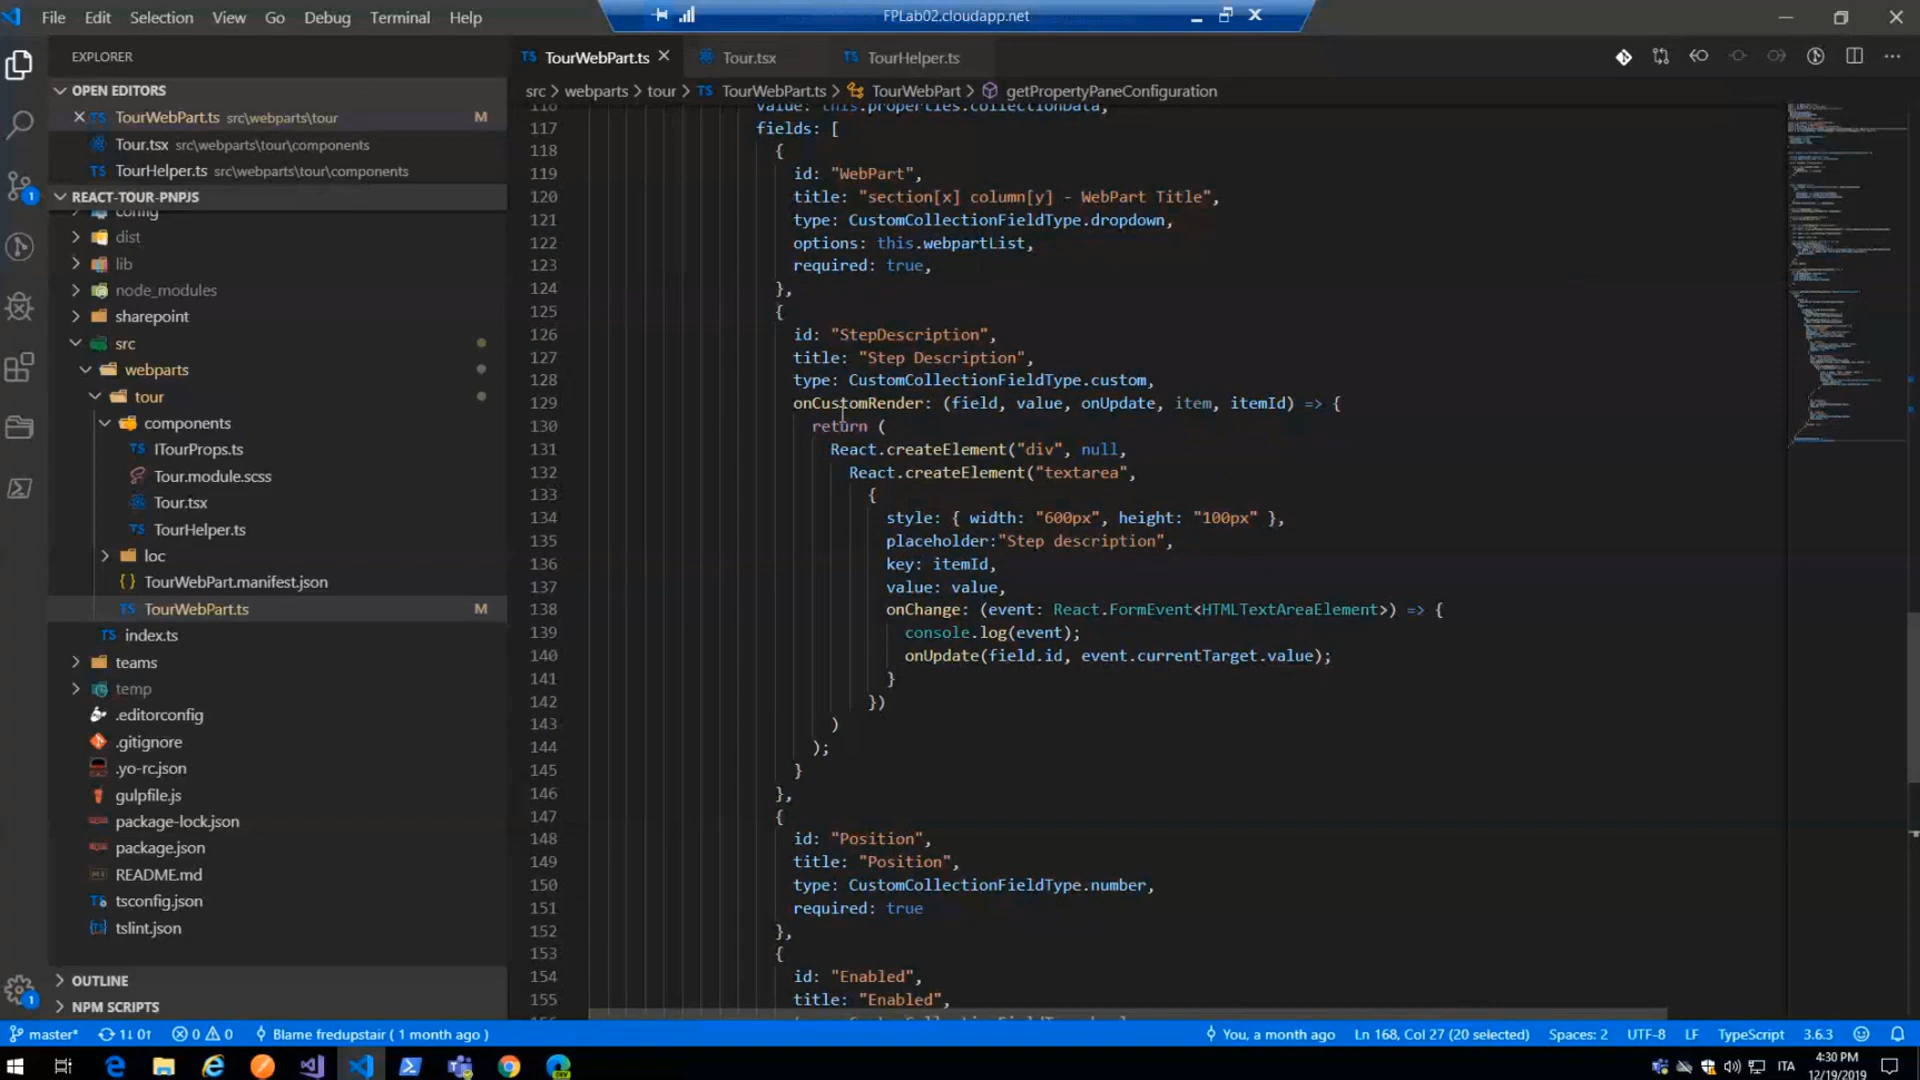 File Edit Selection View Go Debug Terminal Help
FPLab02.cloudapp.net
EXPLORER
OPEN EDITORS
TourWebPart.ts src\webparts\tour M
Tour.tsx src\webparts\tour\components
TourHelper.ts src\webparts\tour\components
REACT-TOUR-PNPJS
config
dist
lib
node_modules
sharepoint
src
webparts
tour
components
ITourProps.ts
Tour.module.scss
Tour.tsx
TourHelper.ts
loc
TourWebPart.manifest.json
TourWebPart.ts M
index.ts
teams
temp
.editorconfig
.gitignore
.yo-rc.json
gulpfile.js
package-lock.json
package.json
README.md
tsconfig.json
tslint.json
OUTLINE
NPM SCRIPTS
TourWebPart.ts Tour.tsx TourHelper.ts
src > webparts > tour > TourWebPart.ts > TourWebPart > getPropertyPaneConfiguration
116 value: this.properties.collectionData,
117 fields: [
118 {
119 id: "WebPart",
120 title: "section[x] column[y] - WebPart Title",
121 type: CustomCollectionFieldType.dropdown,
122 options: this.webpartList,
123 required: true,
124 },
125 {
126 id: "StepDescription",
127 title: "Step Description",
128 type: CustomCollectionFieldType.custom,
129 onCustomRender: (field, value, onUpdate, item, itemId) => {
130 return (
131 React.createElement("div", null,
132 React.createElement("textarea",
133 {
134 style: { width: "600px", height: "100px" },
135 placeholder:"Step description",
136 key: itemId,
137 value: value,
138 onChange: (event: React.FormEvent<HTMLTextAreaElement>) => {
139 console.log(event);
140 onUpdate(field.id, event.currentTarget.value);
141 }
142 })
143 )
144 );
145 }
146 },
147 {
148 id: "Position",
149 title: "Position",
150 type: CustomCollectionFieldType.number,
151 required: true
152 },
153 {
154 id: "Enabled",
155 title: "Enabled",
master* 1↓ 0↑ 0 0 Blame fredupstair ( 1 month ago ) You, a month ago Ln 168, Col 27 (20 selected) Spaces: 2 UTF-8 LF TypeScript 3.6.3
ITA
4:30 PM
12/19/2019